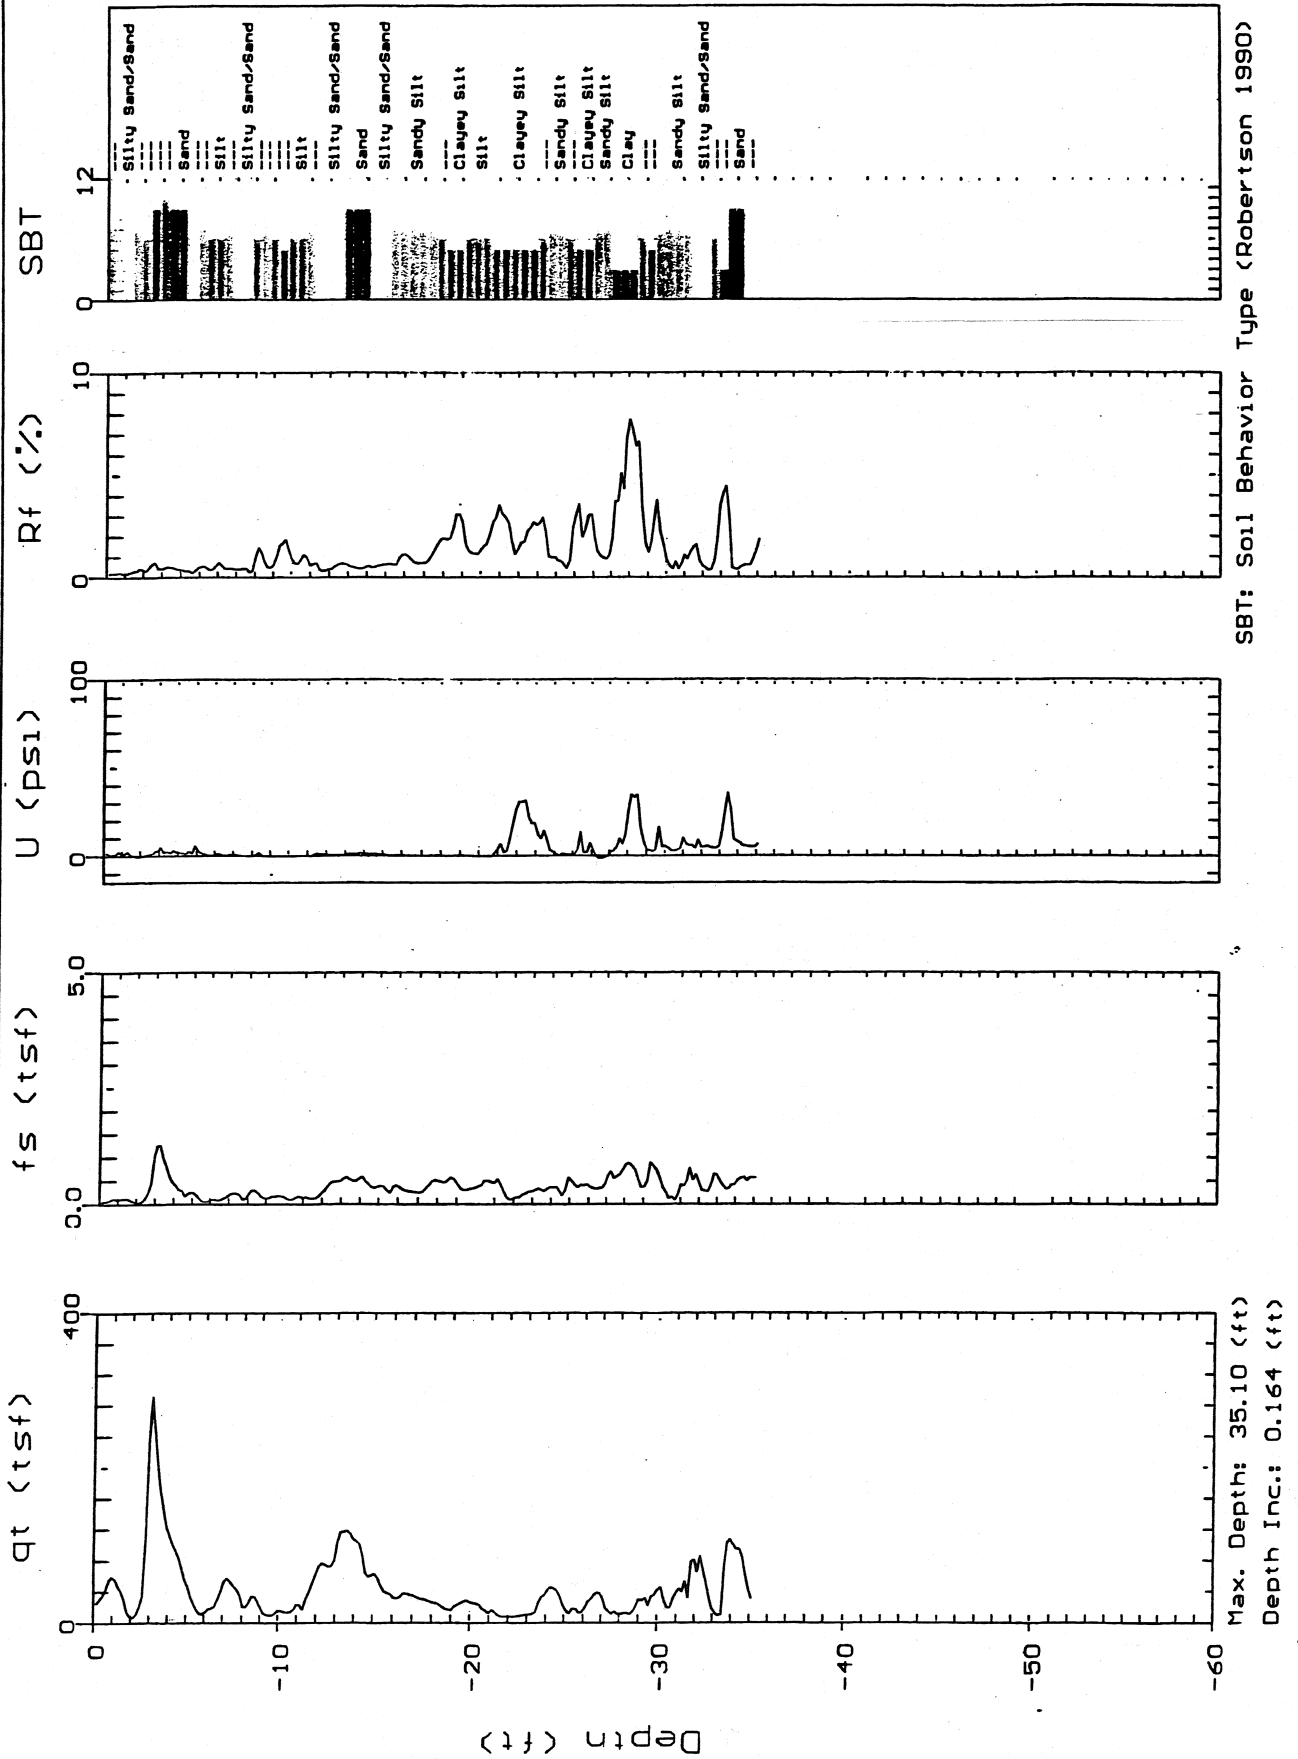 qt (tsf)
fs (tsf)
U (psi)
Rf (%)
SBT
0
400
0.0
5.0
0
100
0
10
0
12
Depth (ft)
0
-10
-20
-30
-40
-50
-60
---
Silty Sand/Sand
---
---
---
---
Sand
---
---
Silt
---
Silty Sand/Sand
---
---
---
---
Silt
---
Silty Sand/Sand
Sand
Silty Sand/Sand
Sandy Silt
---
Clayey Silt
Silt
Clayey Silt
---
Sandy Silt
---
Clayey Silt
Sandy Silt
Clay
---
---
Sandy Silt
Silty Sand/Sand
---
---
Sand
---
Max. Depth: 35.10 (ft)
Depth Inc.: 0.164 (ft)
SBT: Soil Behavior Type (Robertson 1990)